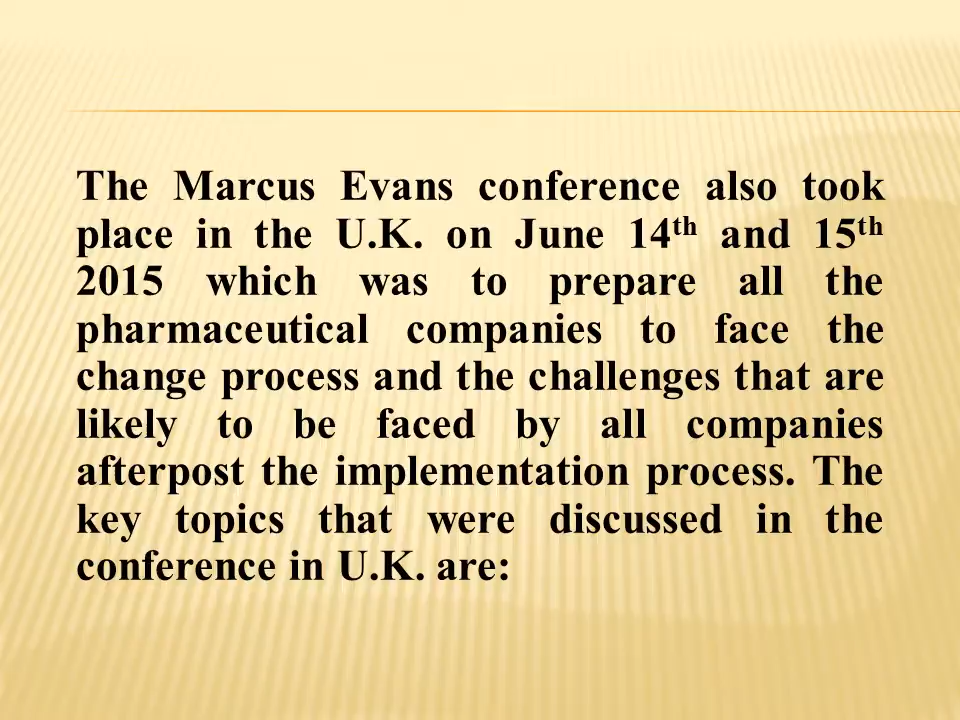 The Marcus Evans conference also took
place in the U.K. on June 14th and 15th
2015 which was to prepare all the
pharmaceutical companies to face the
change process and the challenges that are
likely to be faced by all companies
afterpost the implementation process. The
key topics that were discussed in the
conference in U.K. are: